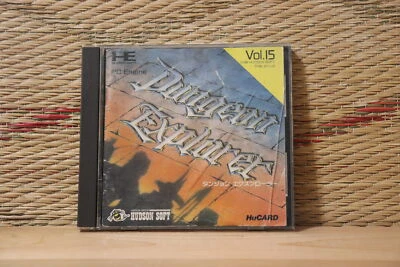 HE
PC Engine
Vol.15
Dungeon
Explorer
ダンジョン エクスプローラー
HUDSON SOFT
HuCARD